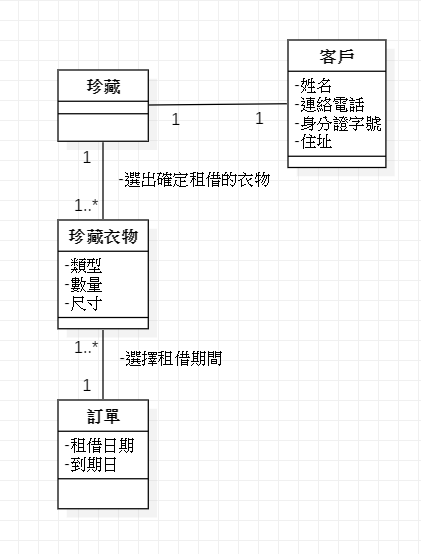 客戶
-姓名
-連絡電話
-身分證字號
-住址
珍藏
1
1
1
-選出確定租借的衣物
1..*
珍藏衣物
-類型
-數量
-尺寸
1..*
-選擇租借期間
1
訂單
-租借日期
-到期日